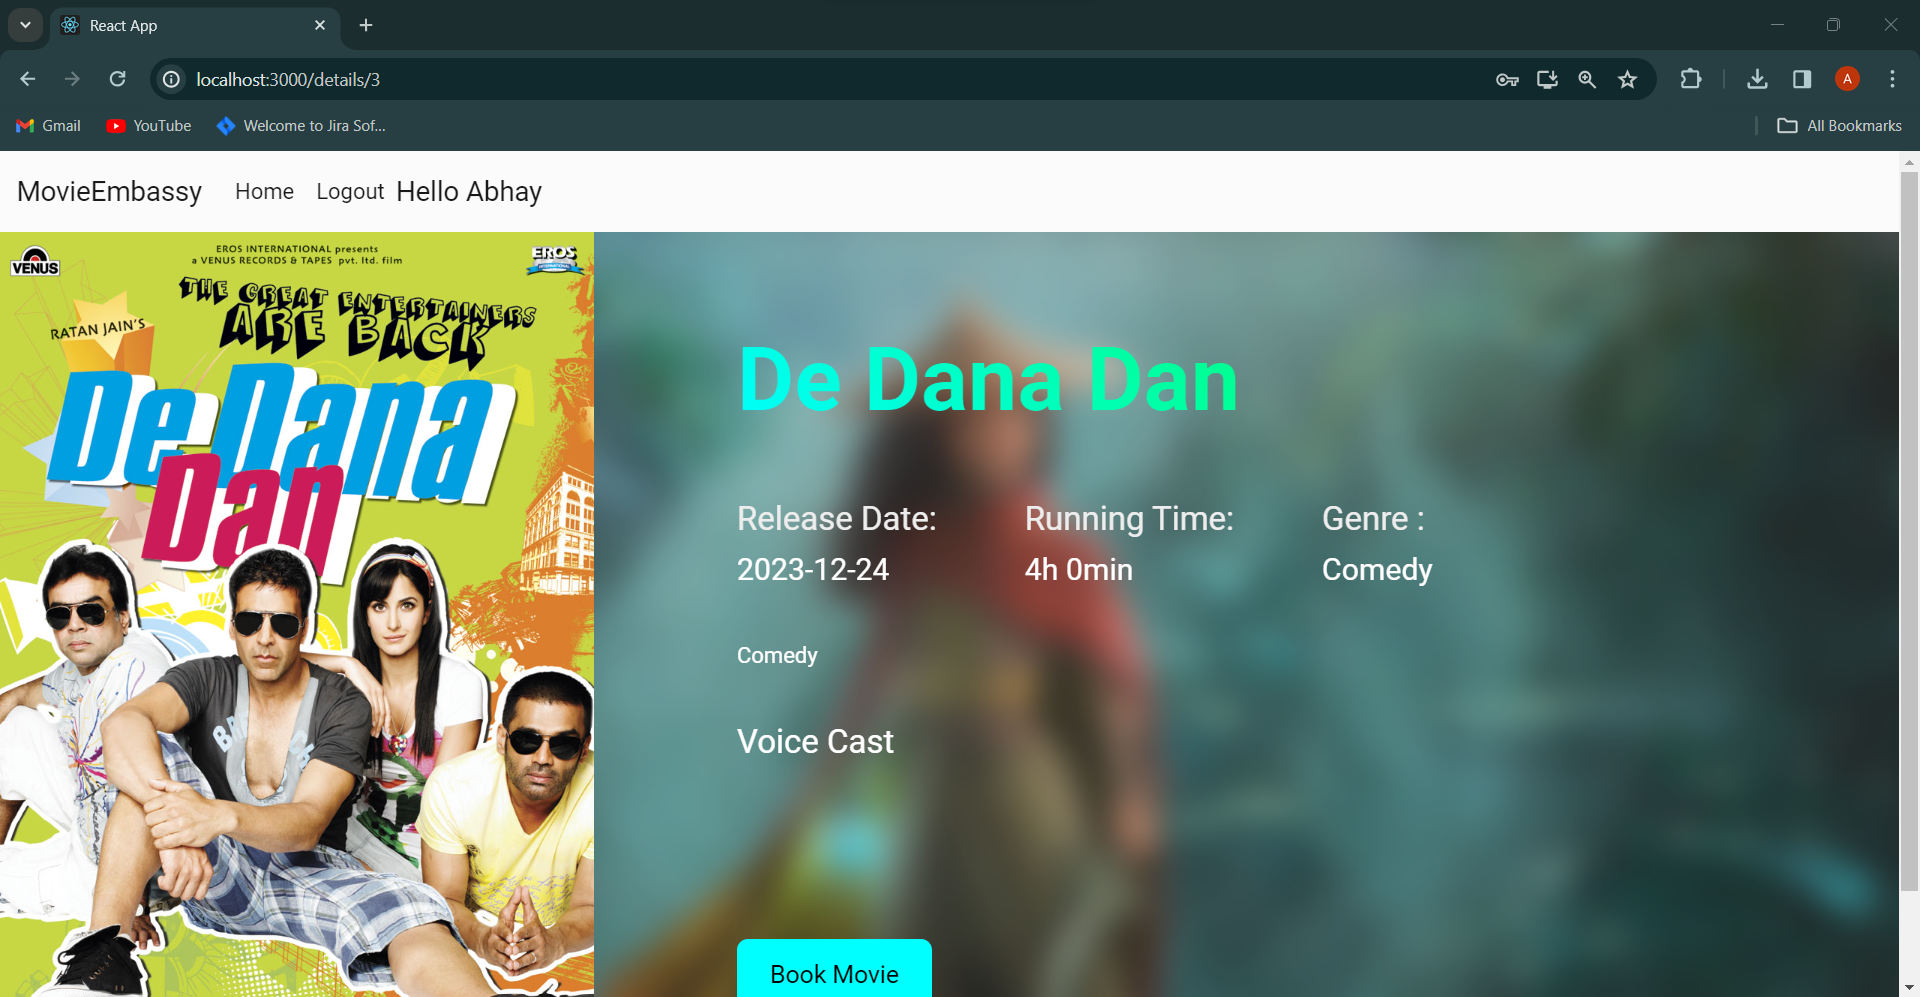 React App
localhost:3000/details/3
A
Gmail
YouTube
Welcome to Jira Sof...
All Bookmarks
MovieEmbassy
Home
Logout
Hello Abhay
VENUS
EROS INTERNATIONAL presents
a VENUS RECORDS & TAPES pvt. ltd. film
EROS
INTERNATIONAL
THE GREAT ENTERTAINERS
ARE BACK
RATAN JAIN'S
De Dana
Dan
De Dana Dan
Release Date:
Running Time:
Genre :
2023-12-24
4h 0min
Comedy
Comedy
Voice Cast
Book Movie